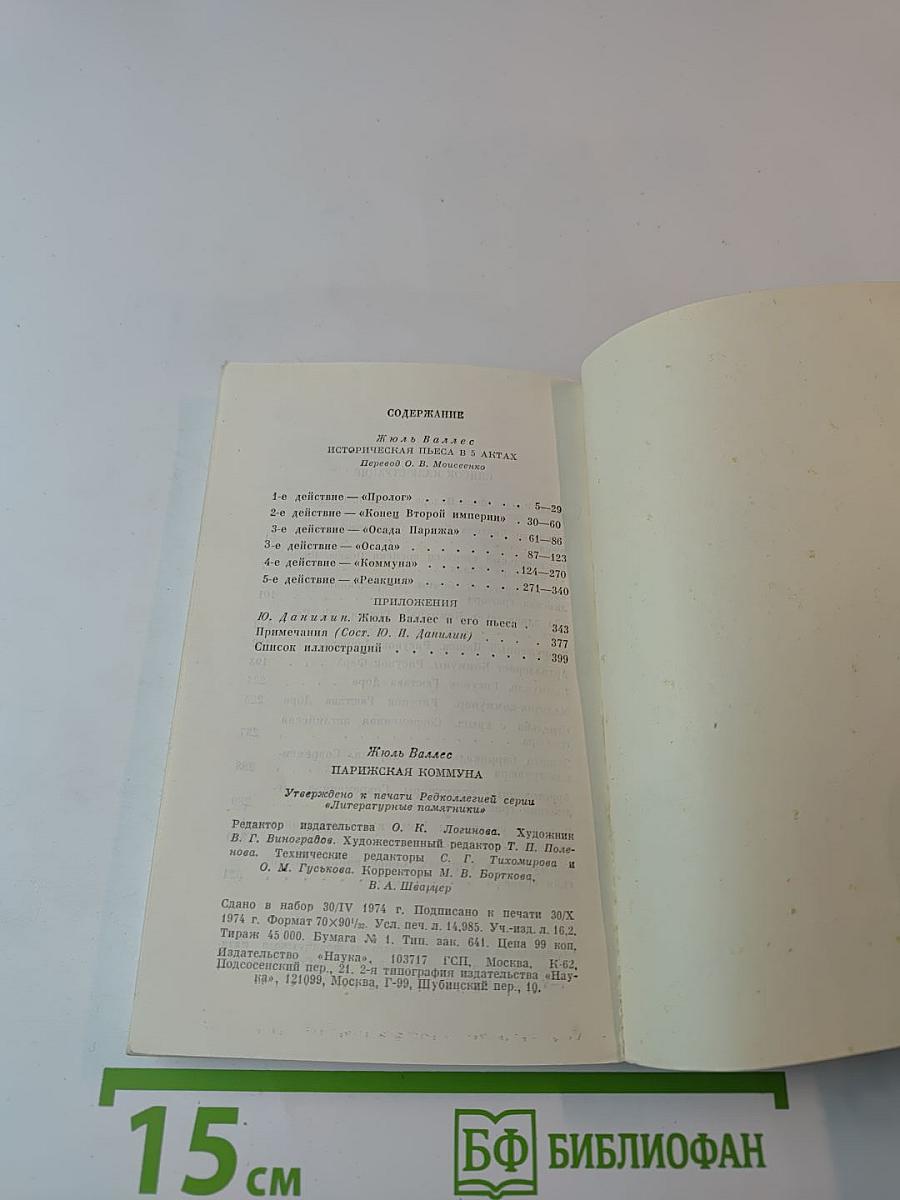 СОДЕРЖАНИЕ
Жюль Валлес
ИСТОРИЧЕСКАЯ ПЬЕСА В 5 АКТАХ
Перевод О. В. Моисеенко
1-е действие — «Пролог» . . . . . . . 5—29
2-е действие — «Конец Второй империи» . 30—60
3-е действие — «Осада Парижа» . . . . 61—86
3-е действие — «Осада» . . . . . . . . 87—123
4-е действие — «Коммуна» . . . . . . . 124—270
5-е действие — «Реакция» . . . . . . . 271—340
ПРИЛОЖЕНИЯ
Ю. Данилин. Жюль Валлес и его пьеса . 343
Примечания (Сост. Ю. И. Данилин) . . . . 377
Список иллюстраций . . . . . . . . . . 399
Жюль Валлес
ПАРИЖСКАЯ КОММУНА
Утверждено к печати Редколлегией серии
«Литературные памятники»
Редактор издательства О. К. Логинова. Художник
В. Г. Виноградов. Художественный редактор Т. П. Поле-
нова. Технические редакторы С. Г. Тихомирова и
О. М. Гуськова. Корректоры М. В. Борткова,
В. А. Шварцер
Сдано в набор 30/IV 1974 г. Подписано к печати 30/X
1974 г. Формат 70×90 1/32. Усл. печ. л. 14,985. Уч.-изд. л. 16,2.
Тираж 45 000. Бумага № 1. Тип. зак. 641. Цена 99 коп.
Издательство «Наука», 103717 ГСП, Москва, К-62,
Подсосенский пер., 21. 2-я типография издательства «Нау-
ка», 121099, Москва, Г-99, Шубинский пер., 10.
15 см
БФ БИБЛИОФАН